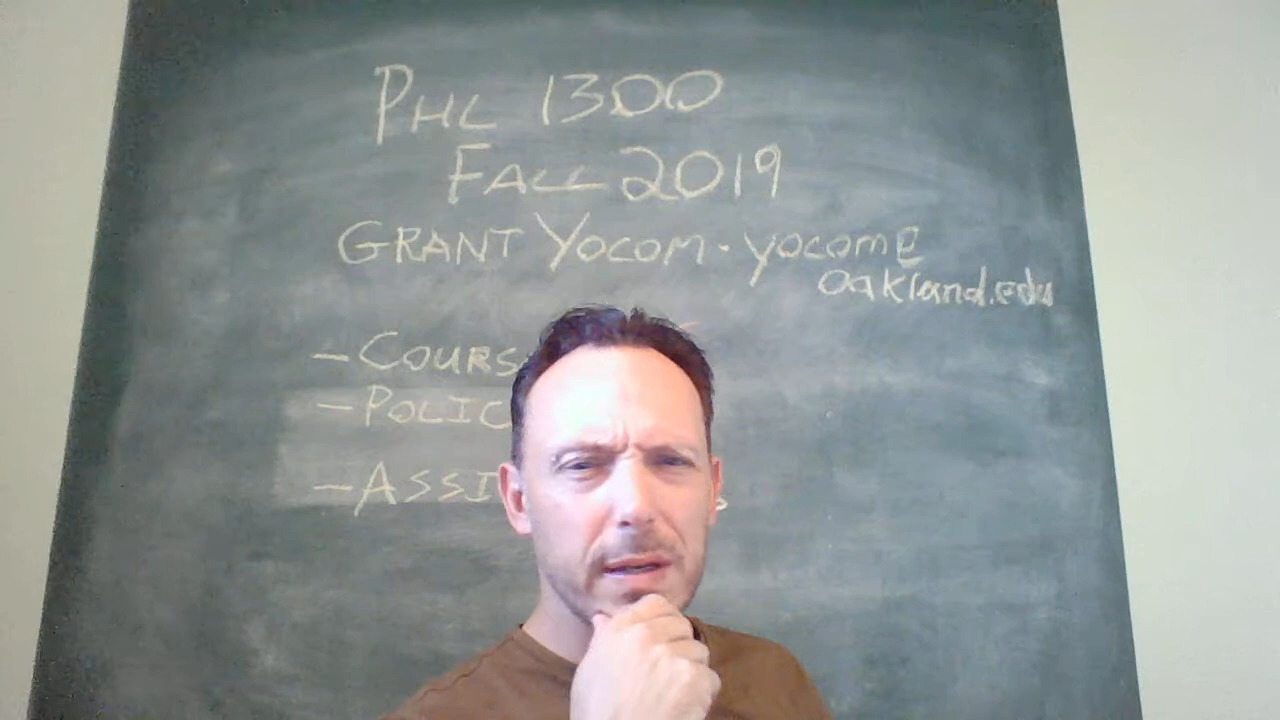 PHL 1300
FALL 2019
GRANT YOCOM · yocom@
oakland.edu
–
–
–